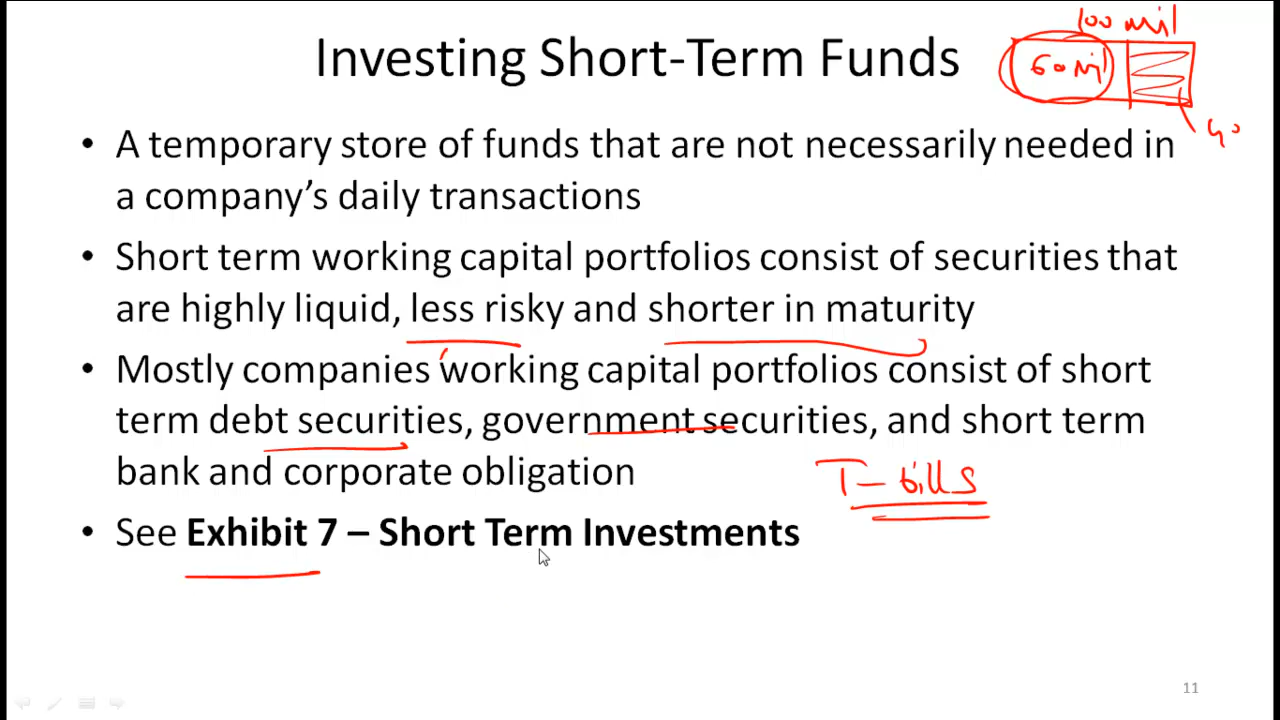 100 mil
Investing Short-Term Funds
60 mil
40
• A temporary store of funds that are not necessarily needed in
a company's daily transactions
• Short term working capital portfolios consist of securities that
are highly liquid, less risky and shorter in maturity
• Mostly companies working capital portfolios consist of short
term debt securities, government securities, and short term
bank and corporate obligation
T-bills
• See Exhibit 7 – Short Term Investments
11